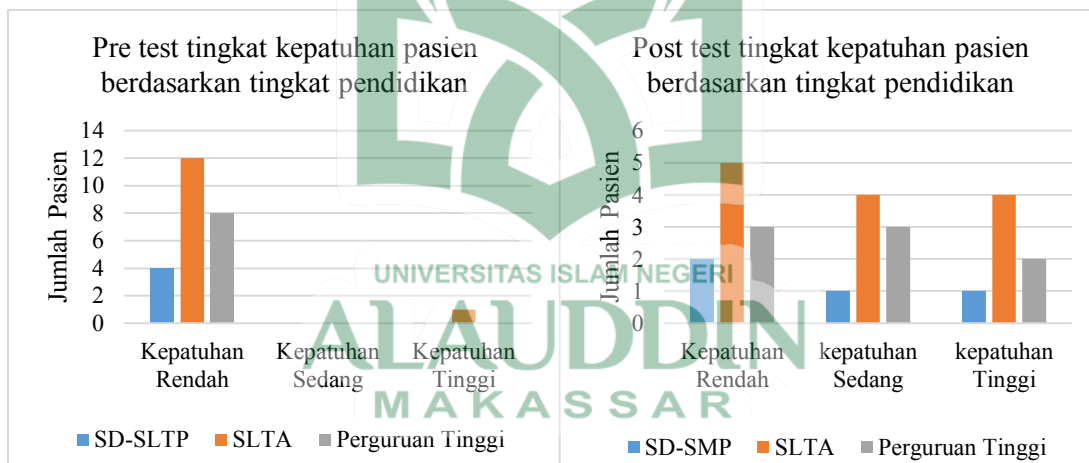 Pre test tingkat kepatuhan pasien
berdasarkan tingkat pendidikan
Jumlah Pasien
14
12
10
8
6
4
2
0
Kepatuhan
Rendah
Kepatuhan
Sedang
Kepatuhan
Tinggi
SD-SLTP SLTA Perguruan Tinggi
Post test tingkat kepatuhan pasien
berdasarkan tingkat pendidikan
Jumlah Pasien
6
5
4
3
2
1
0
Kepatuhan
Rendah
kepatuhan
Sedang
kepatuhan
Tinggi
SD-SMP SLTA Perguruan Tinggi
UNIVERSITAS ISLAM NEGERI
ALAUDDIN
MAKASSAR